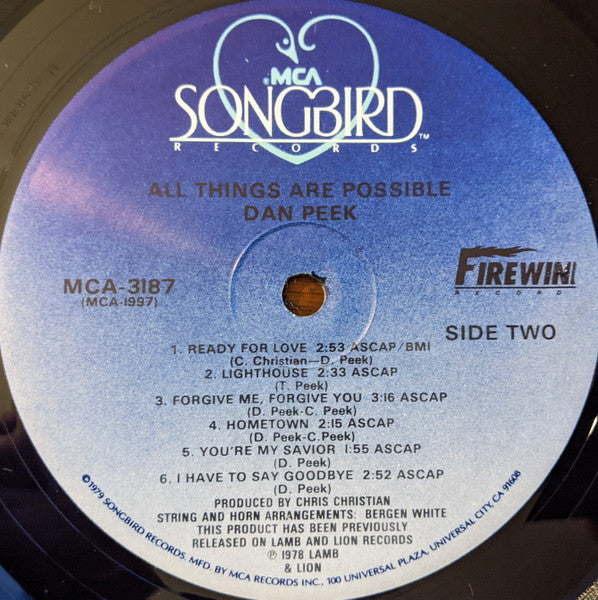 MCA
SONGBIRD™
RECORDS
ALL THINGS ARE POSSIBLE
DAN PEEK
MCA-3187
(MCA-1997)
FIREWIND
RECORDS
SIDE TWO
1. READY FOR LOVE 2:53 ASCAP/BMI
(C. Christian—D. Peek)
2. LIGHTHOUSE 2:33 ASCAP
(T. Peek)
3. FORGIVE ME, FORGIVE YOU 3:16 ASCAP
(D. Peek-C. Peek)
4. HOMETOWN 2:15 ASCAP
(D. Peek-C.Peek)
5. YOU'RE MY SAVIOR 1:55 ASCAP
(D. Peek)
6. I HAVE TO SAY GOODBYE 2:52 ASCAP
(D. Peek)
PRODUCED BY CHRIS CHRISTIAN
STRING AND HORN ARRANGEMENTS: BERGEN WHITE
THIS PRODUCT HAS BEEN PREVIOUSLY
RELEASED ON LAMB AND LION RECORDS
℗ 1978 LAMB
& LION
©1979 SONGBIRD RECORDS, MFD. BY MCA RECORDS INC., 100 UNIVERSAL PLAZA, UNIVERSAL CITY, CA 91608